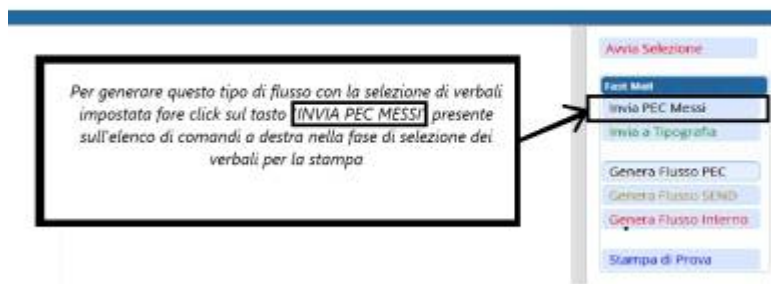 Per generare questo tipo di flusso con la selezione di verbali
impostata fare click sul tasto INVIA PEC MESSI presente
sull'elenco di comandi a destra nella fase di selezione dei
verbali per la stampa
Avvia Selezione
Fast Mail
Invia PEC Messi
Invia a Tipografia
Genera Flusso PEC
Genera Flusso SEND
Genera Flusso Interno
Stampa di Prova